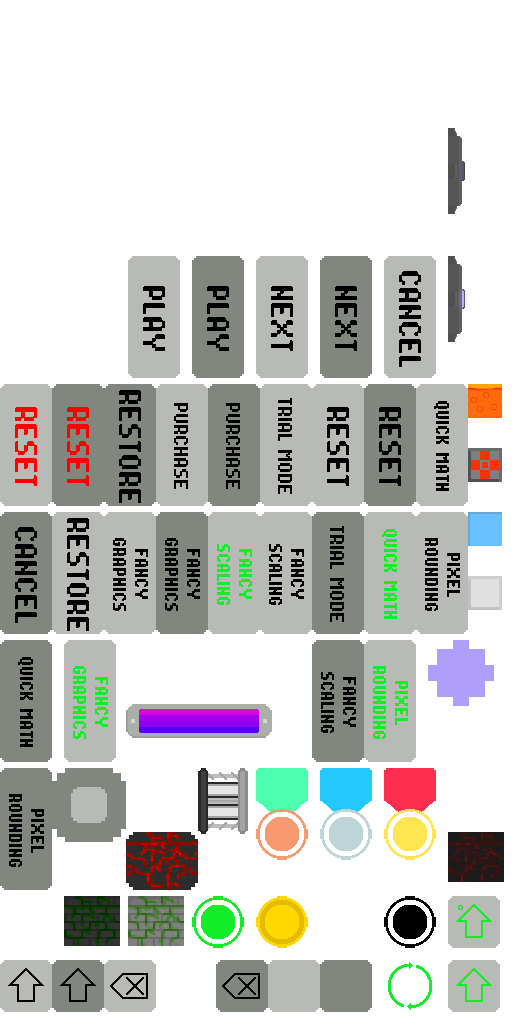 PLAY
PLAY
NEXT
NEXT
CANCEL
RESET
RESET
RESTORE
PURCHASE
PURCHASE
TRIAL MODE
RESET
RESET
QUICK MATH
CANCEL
RESTORE
FANCY
GRAPHICS
FANCY
GRAPHICS
FANCY
SCALING
FANCY
SCALING
TRIAL MODE
QUICK MATH
PIXEL
ROUNDING
QUICK MATH
FANCY
GRAPHICS
FANCY
SCALING
PIXEL
ROUNDING
PIXEL
ROUNDING